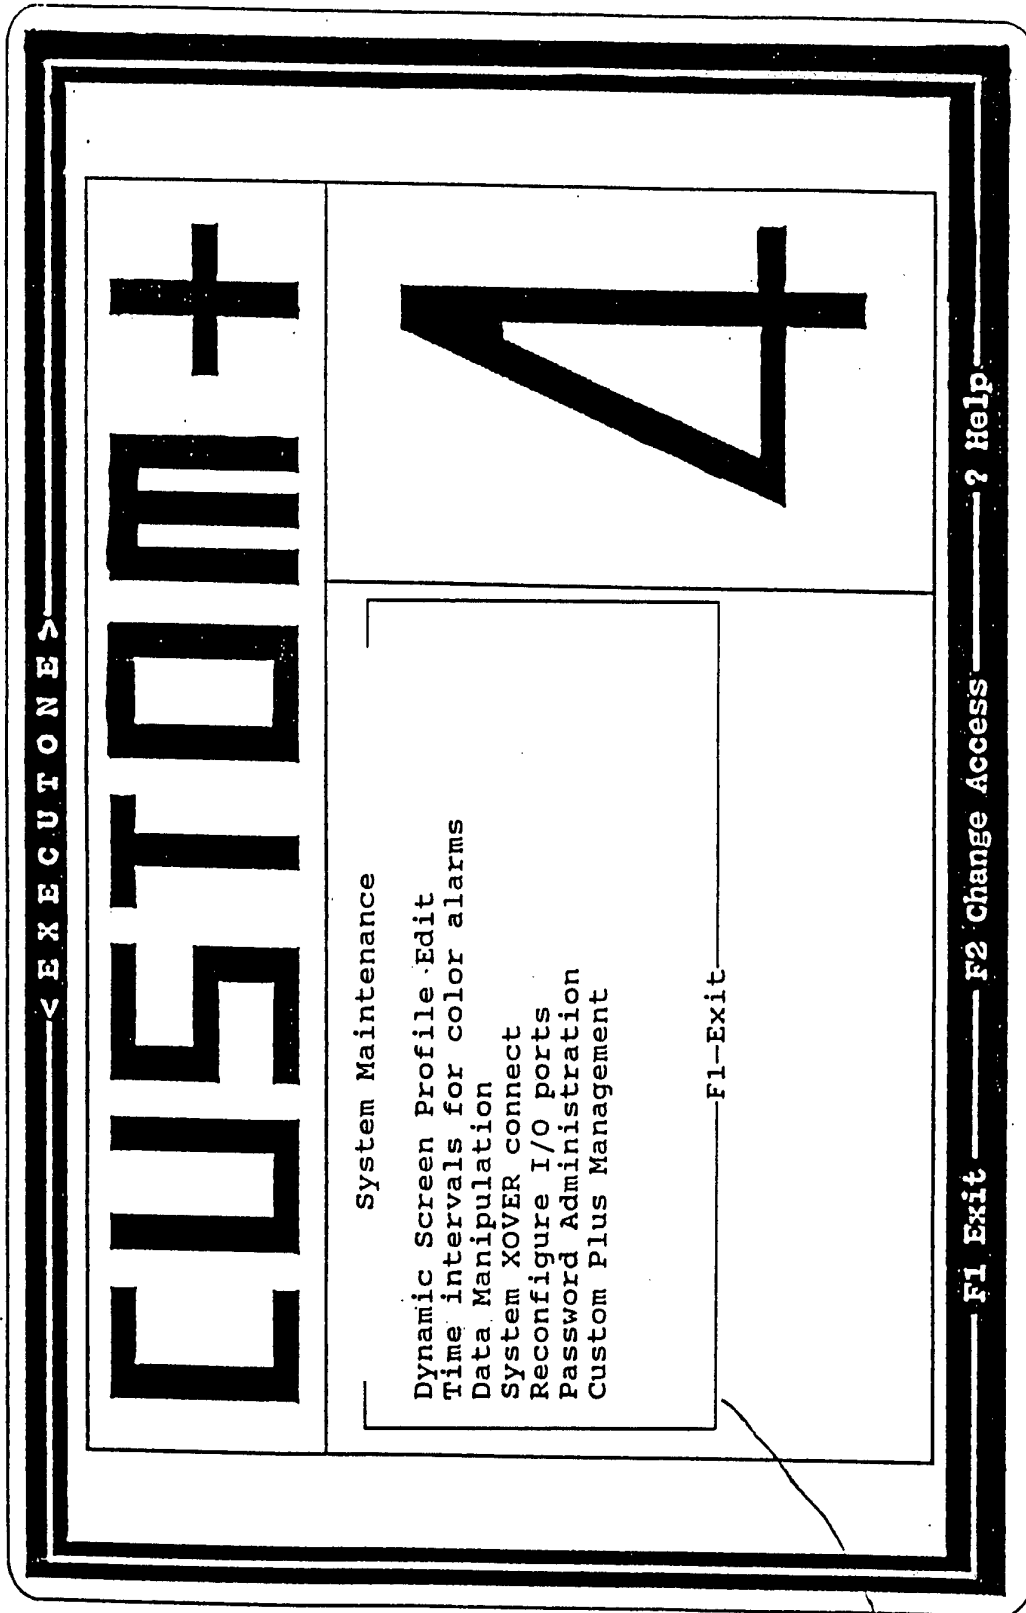 < E X E C U T O N E >
CUSTOM +
System Maintenance
Dynamic Screen Profile Edit
Time intervals for color alarms
Data Manipulation
System XOVER connect
Reconfigure I/O ports
Password Administration
Custom Plus Management
F1-Exit
4
F1 Exit F2 Change Access ? Help